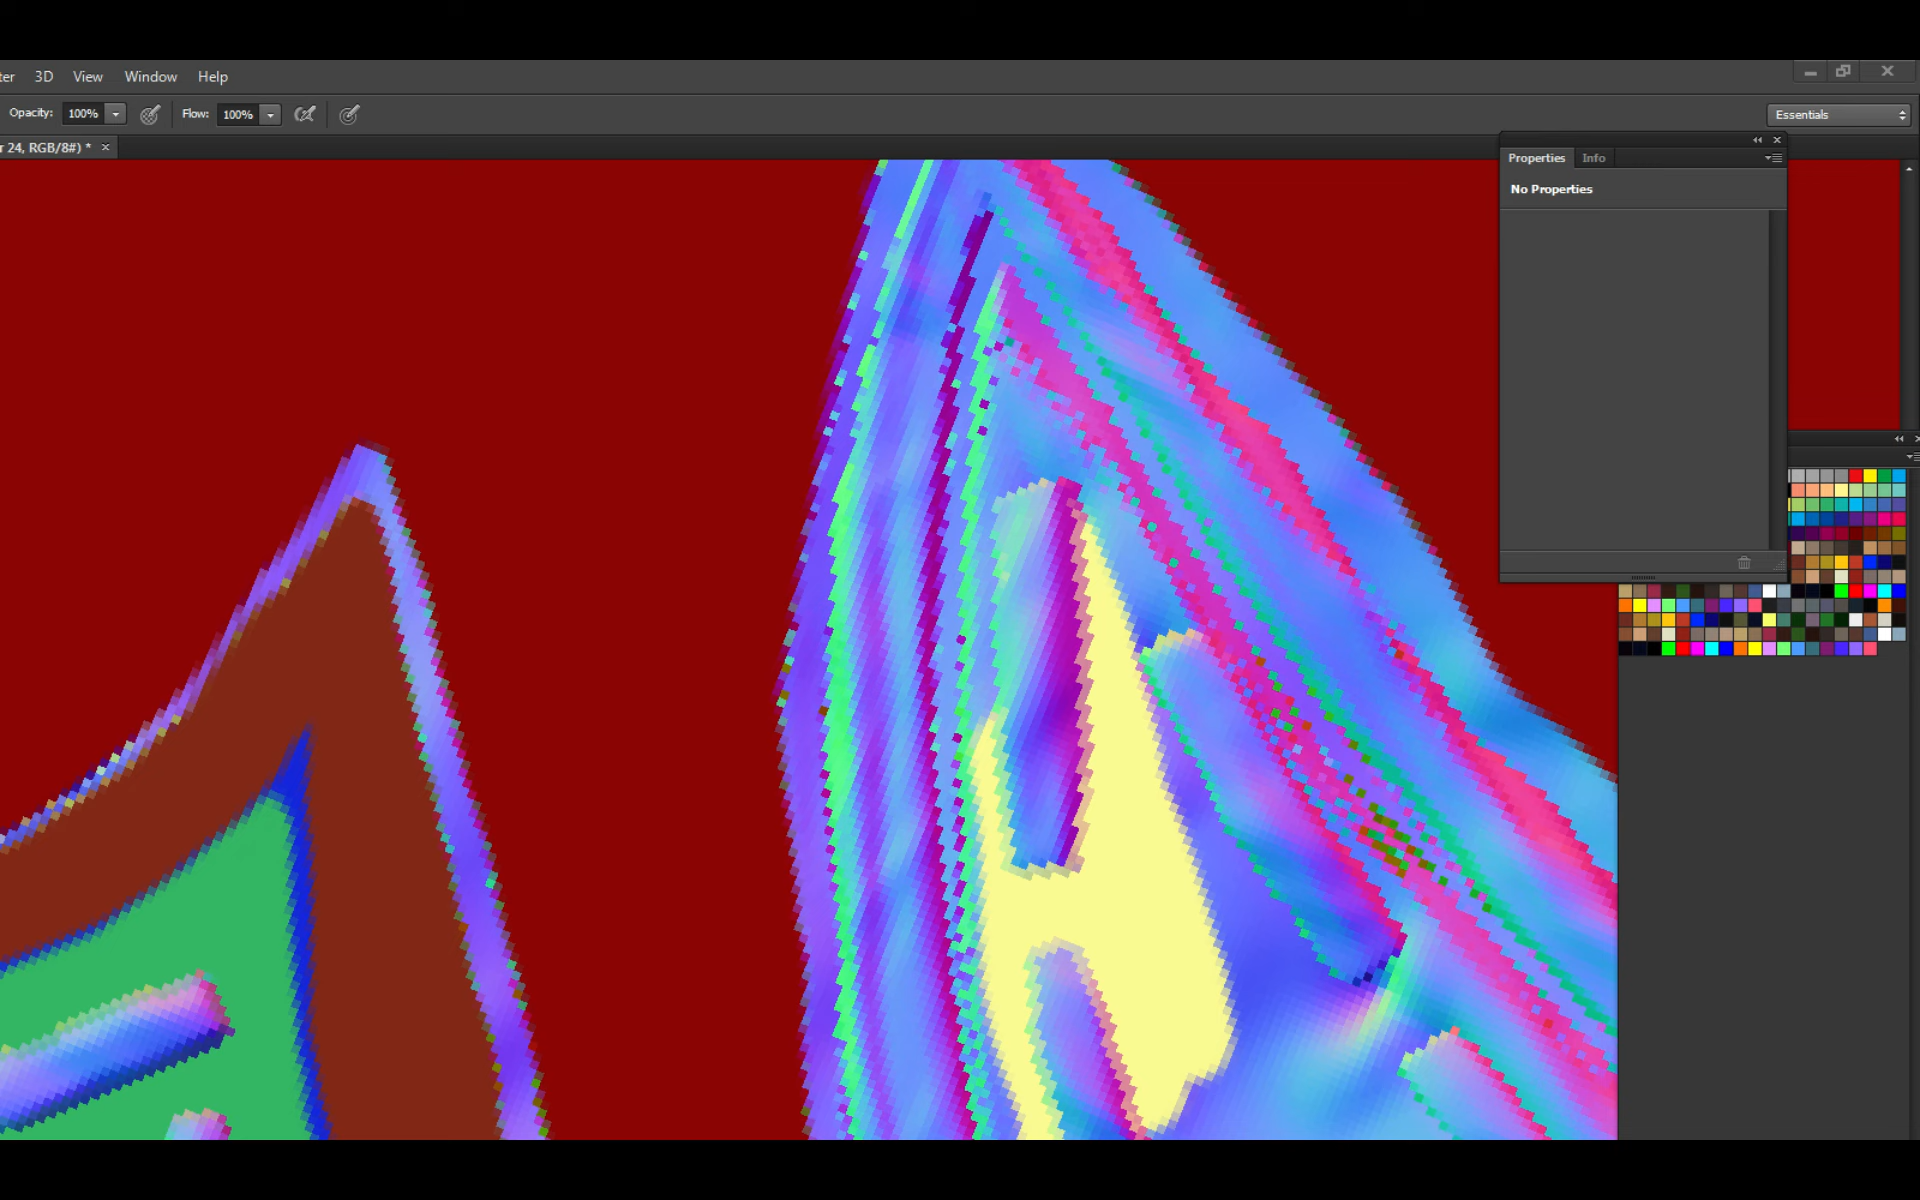 ter 3D View Window Help
Opacity: 100% Flow: 100% Essentials
r 24, RGB/8#) * ×
Properties Info
No Properties